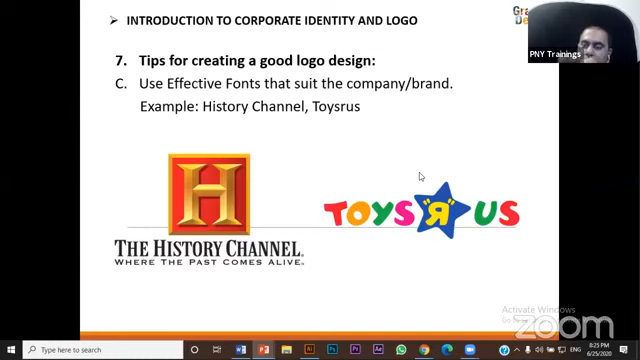 ➢ INTRODUCTION TO CORPORATE IDENTITY AND LOGO
PNY Trainings
7. Tips for creating a good logo design:
C. Use Effective Fonts that suit the company/brand.
Example: History Channel, Toysrus
H
THE HISTORY CHANNEL
WHERE THE PAST COMES ALIVE
TOYS "Я" US
Activate Windows
zoom
Type here to search
ENG
8:25 PM
6/25/2020